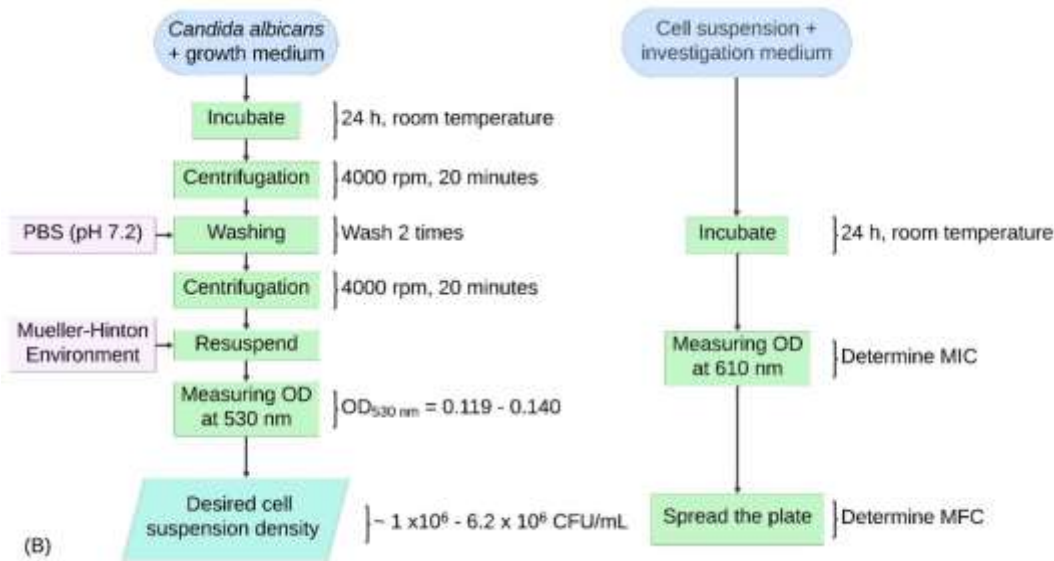 Candida albicans
+ growth medium
Incubate
24 h, room temperature
Centrifugation
4000 rpm, 20 minutes
PBS (pH 7.2)
Washing
Wash 2 times
Centrifugation
4000 rpm, 20 minutes
Mueller-Hinton
Environment
Resuspend
Measuring OD
at 530 nm
OD530 nm = 0.119 - 0.140
Desired cell
suspension density
~ 1 x10⁶ - 6.2 x 10⁶ CFU/mL
(B)
Cell suspension +
investigation medium
Incubate
24 h, room temperature
Measuring OD
at 610 nm
Determine MIC
Spread the plate
Determine MFC